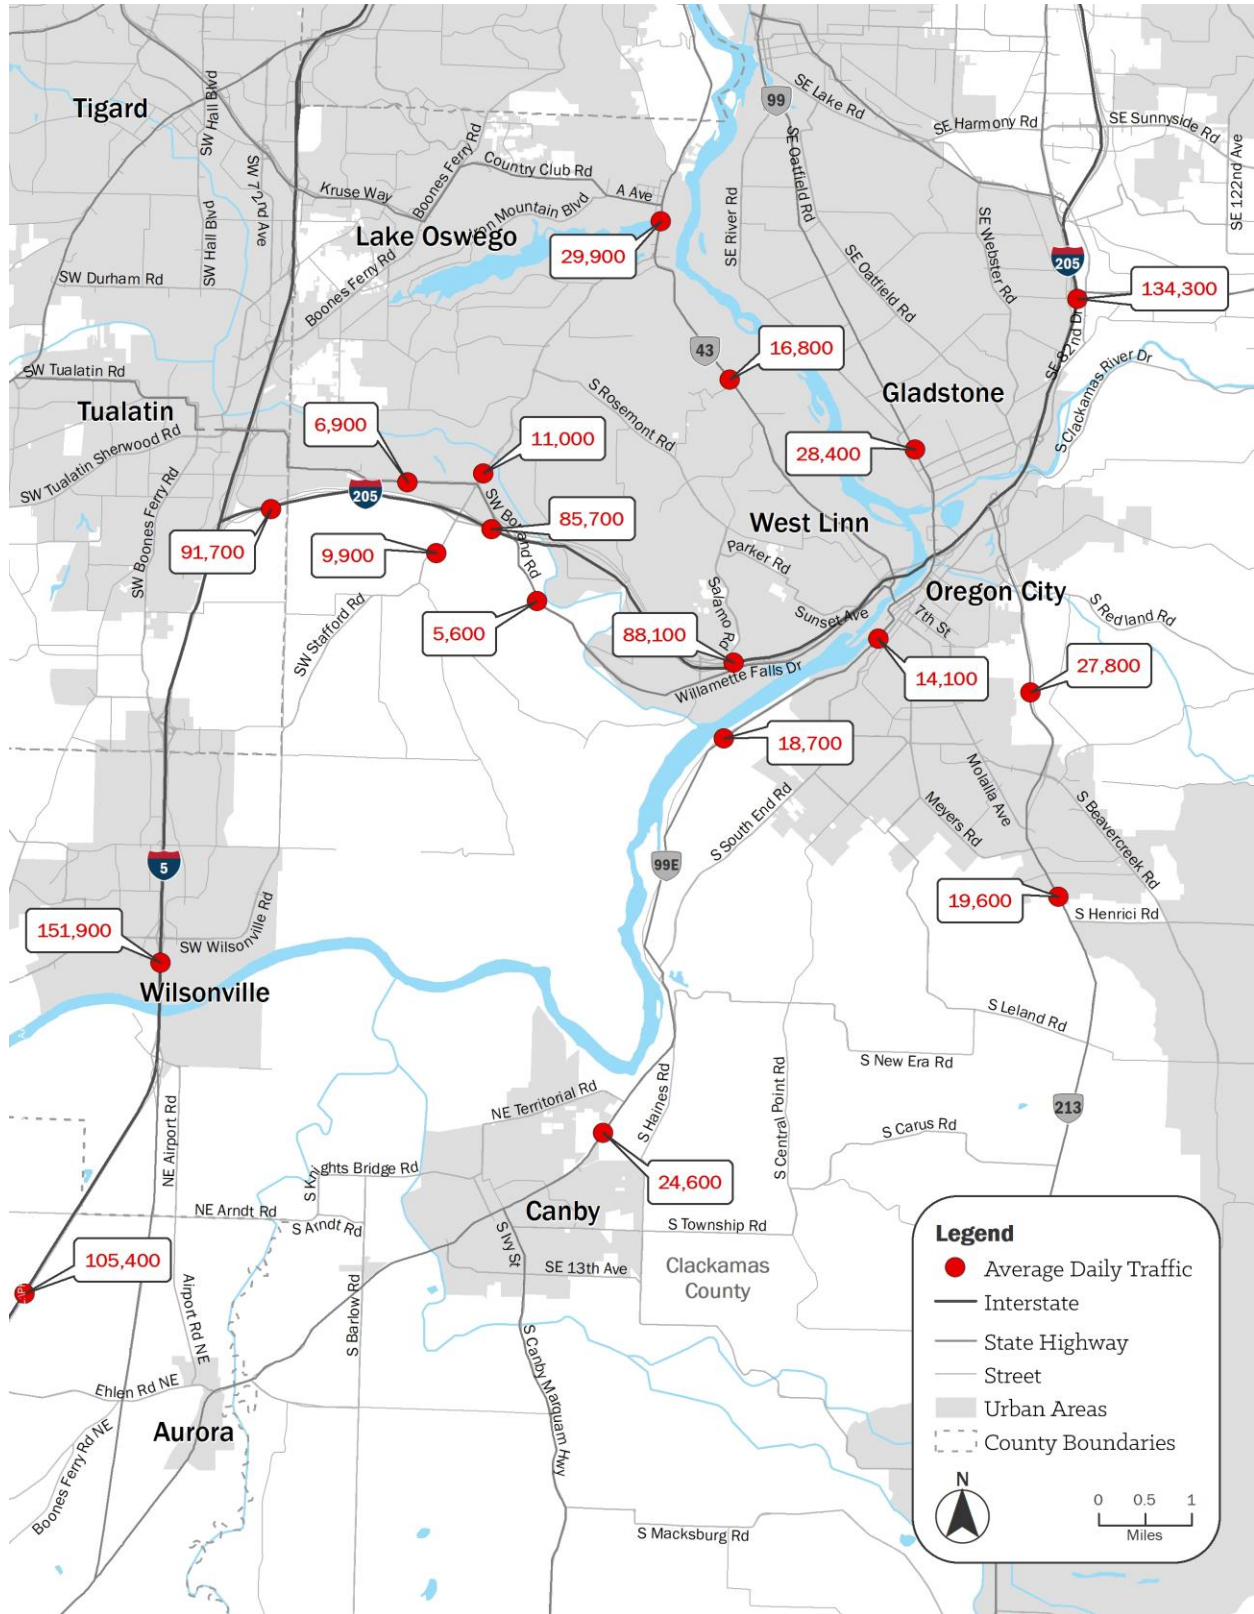 Tigard
SW Hall Blvd
SW 72nd Ave
SW Hall Blvd
Kruse Way
Boones Ferry Rd
Country Club Rd
A Ave
Iron Mountain Blvd
Lake Oswego
Boones Ferry Rd
29,900
99
SE Lake Rd
SE Harmony Rd
SE Sunnyside Rd
SE 122nd Ave
SE Oatfield Rd
SE River Rd
SE Webster Rd
SE Oatfield Rd
205
134,300
SE 82nd Dr
SW Durham Rd
SW Tualatin Rd
Tualatin
SW Tualatin Sherwood Rd
SW Boones Ferry Rd
43
16,800
S Rosemont Rd
Gladstone
S Clackamas River Dr
28,400
6,900
11,000
205
SW Borland Rd
85,700
91,700
9,900
West Linn
Parker Rd
Salamo Rd
Sunset Ave
Oregon City
7th St
S Redland Rd
5,600
88,100
SW Stafford Rd
Willamette Falls Dr
14,100
27,800
18,700
S South End Rd
Molalla Ave
Meyers Rd
S Beavercreek Rd
5
99E
19,600
S Henrici Rd
151,900
SW Wilsonville Rd
Wilsonville
S Leland Rd
S New Era Rd
NE Territorial Rd
S Haines Rd
S Central Point Rd
213
S Carus Rd
NE Airport Rd
S Knights Bridge Rd
24,600
NE Arndt Rd
S Arndt Rd
Canby
S Ivy St
S Township Rd
SE 13th Ave
Clackamas
County
105,400
Airport Rd NE
S Barlow Rd
S Canby Marquam Hwy
Ehlen Rd NE
Aurora
Boones Ferry Rd NE
S Macksburg Rd
Legend
Average Daily Traffic
Interstate
State Highway
Street
Urban Areas
County Boundaries
N
0 0.5 1
Miles